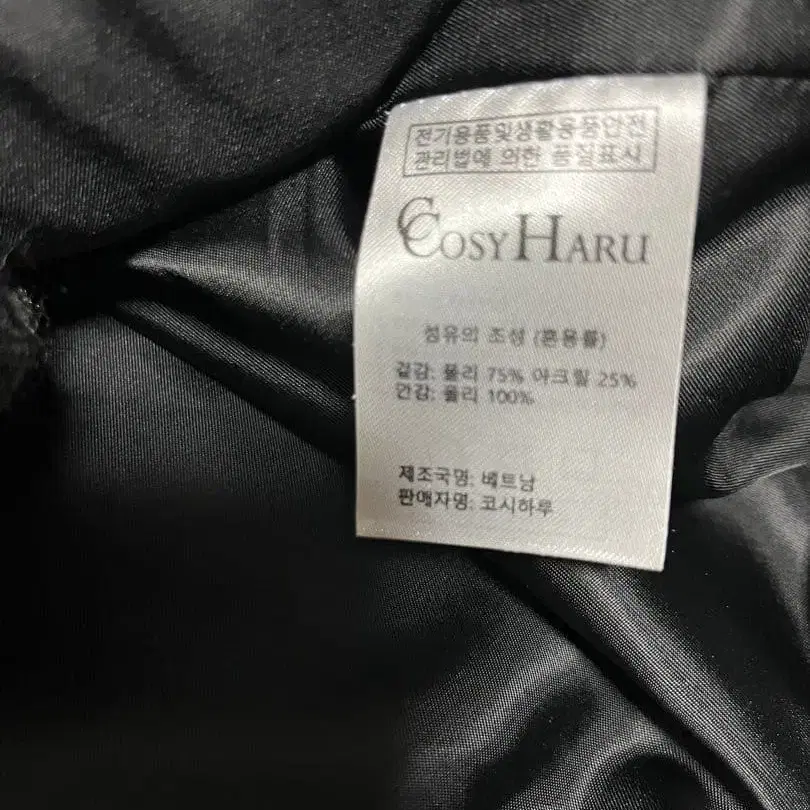 전기용품및생활용품안전
관리법에 의한 품질표시
CCOSY HARU
섬유의 조성 (혼용률)
겉감: 폴리 75% 아크릴 25%
안감: 폴리 100%
제조국명: 베트남
판매자명: 코시하루